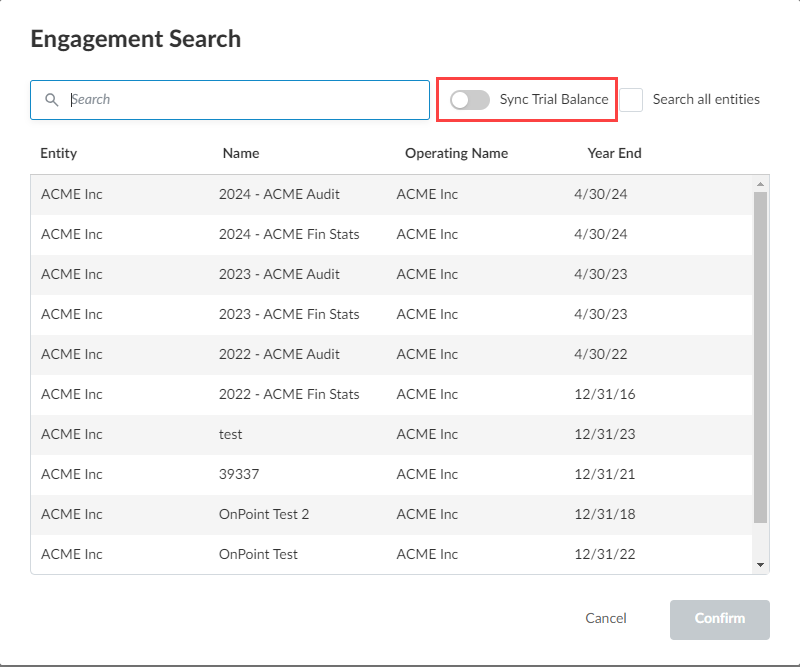 Engagement Search
Search Sync Trial Balance Search all entities
Entity Name Operating Name Year End
ACME Inc 2024 - ACME Audit ACME Inc 4/30/24
ACME Inc 2024 - ACME Fin Stats ACME Inc 4/30/24
ACME Inc 2023 - ACME Audit ACME Inc 4/30/23
ACME Inc 2023 - ACME Fin Stats ACME Inc 4/30/23
ACME Inc 2022 - ACME Audit ACME Inc 4/30/22
ACME Inc 2022 - ACME Fin Stats ACME Inc 12/31/16
ACME Inc test ACME Inc 12/31/23
ACME Inc 39337 ACME Inc 12/31/21
ACME Inc OnPoint Test 2 ACME Inc 12/31/18
ACME Inc OnPoint Test ACME Inc 12/31/22
Cancel Confirm